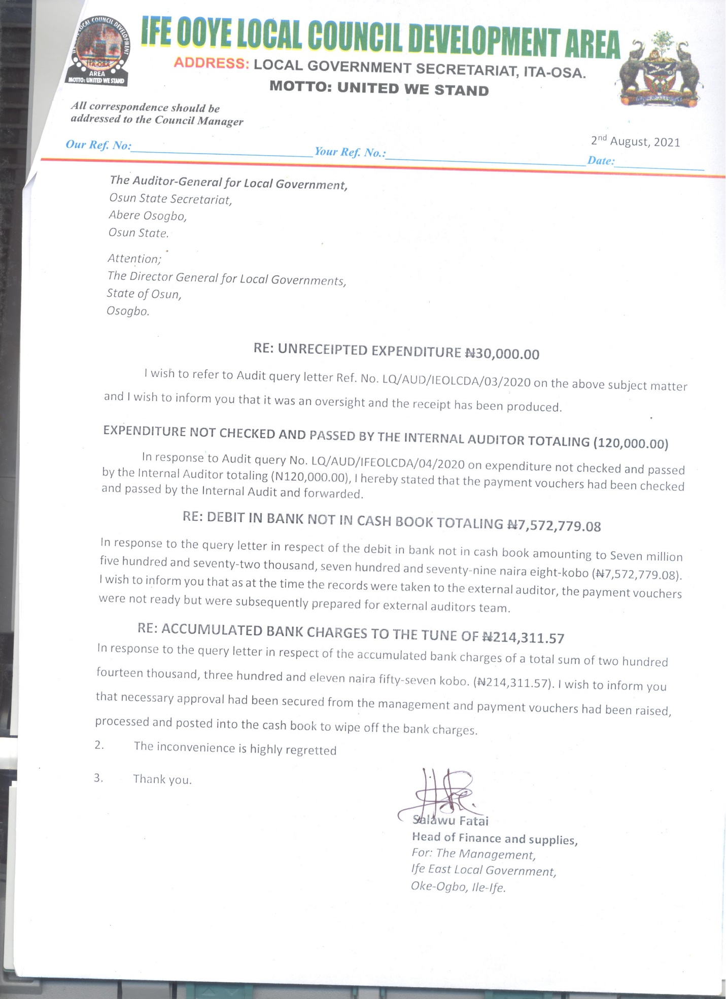 IFE OOYE LOCAL COUNCIL DEVELOPMENT AREA
ADDRESS: LOCAL GOVERNMENT SECRETARIAT, ITA-OSA.
MOTTO: UNITED WE STAND
LOCAL COUNCIL DEVELOPMENT
ITA-OSA
AREA
MOTTO: UNITED WE STAND
All correspondence should be
addressed to the Council Manager
2nd August, 2021
Our Ref. No: Your Ref. No.: Date:
The Auditor-General for Local Government,
Osun State Secretariat,
Abere Osogbo,
Osun State.
Attention;
The Director General for Local Governments,
State of Osun,
Osogbo.
RE: UNRECEIPTED EXPENDITURE ₦30,000.00
I wish to refer to Audit query letter Ref. No. LQ/AUD/IEOLCDA/03/2020 on the above subject matter
and I wish to inform you that it was an oversight and the receipt has been produced.
EXPENDITURE NOT CHECKED AND PASSED BY THE INTERNAL AUDITOR TOTALING (120,000.00)
In response to Audit query No. LQ/AUD/IFEOLCDA/04/2020 on expenditure not checked and passed
by the Internal Auditor totaling (N120,000.00), I hereby stated that the payment vouchers had been checked
and passed by the Internal Audit and forwarded.
RE: DEBIT IN BANK NOT IN CASH BOOK TOTALING ₦7,572,779.08
In response to the query letter in respect of the debit in bank not in cash book amounting to Seven million
five hundred and seventy-two thousand, seven hundred and seventy-nine naira eight-kobo (₦7,572,779.08).
I wish to inform you that as at the time the records were taken to the external auditor, the payment vouchers
were not ready but were subsequently prepared for external auditors team.
RE: ACCUMULATED BANK CHARGES TO THE TUNE OF ₦214,311.57
In response to the query letter in respect of the accumulated bank charges of a total sum of two hundred
fourteen thousand, three hundred and eleven naira fifty-seven kobo. (₦214,311.57). I wish to inform you
that necessary approval had been secured from the management and payment vouchers had been raised,
processed and posted into the cash book to wipe off the bank charges.
2. The inconvenience is highly regretted
3. Thank you.
Salawu Fatai
Head of Finance and supplies,
For: The Management,
Ife East Local Government,
Oke-Ogbo, Ile-Ife.